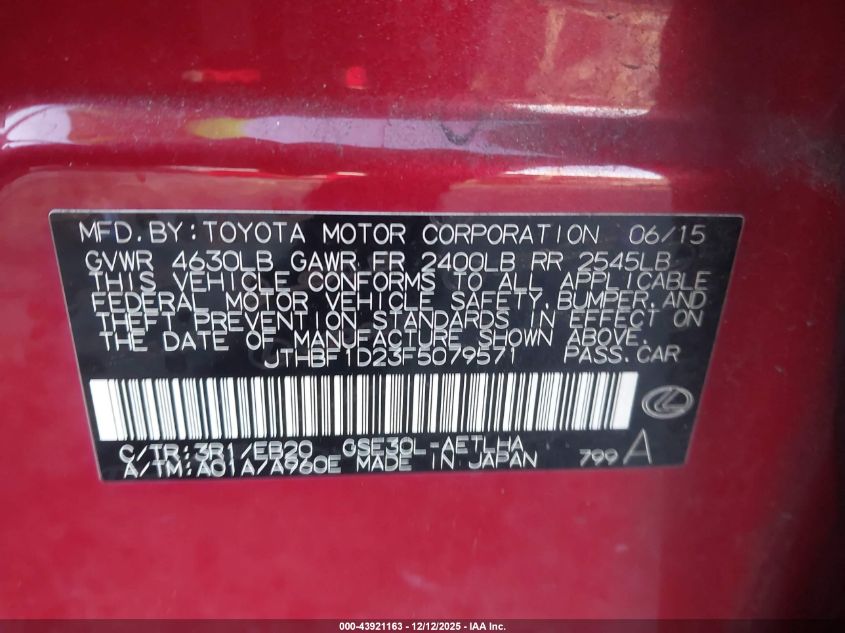 MFD. BY: TOYOTA MOTOR CORPORATION 06/15
GVWR 4630LB GAWR FR 2400LB RR 2545LB
THIS VEHICLE CONFORMS TO ALL APPLICABLE
FEDERAL MOTOR VEHICLE SAFETY, BUMPER, AND
THEFT PREVENTION STANDARDS IN EFFECT ON
THE DATE OF MANUFACTURE SHOWN ABOVE.
JTHBF1D23F5079571 PASS. CAR
C/TR: 3R1/EB20 GSE30L-AETLHA
A/TM: A01A/A960E MADE IN JAPAN 799 A
000-43921163 - 12/12/2025 - IAA Inc.